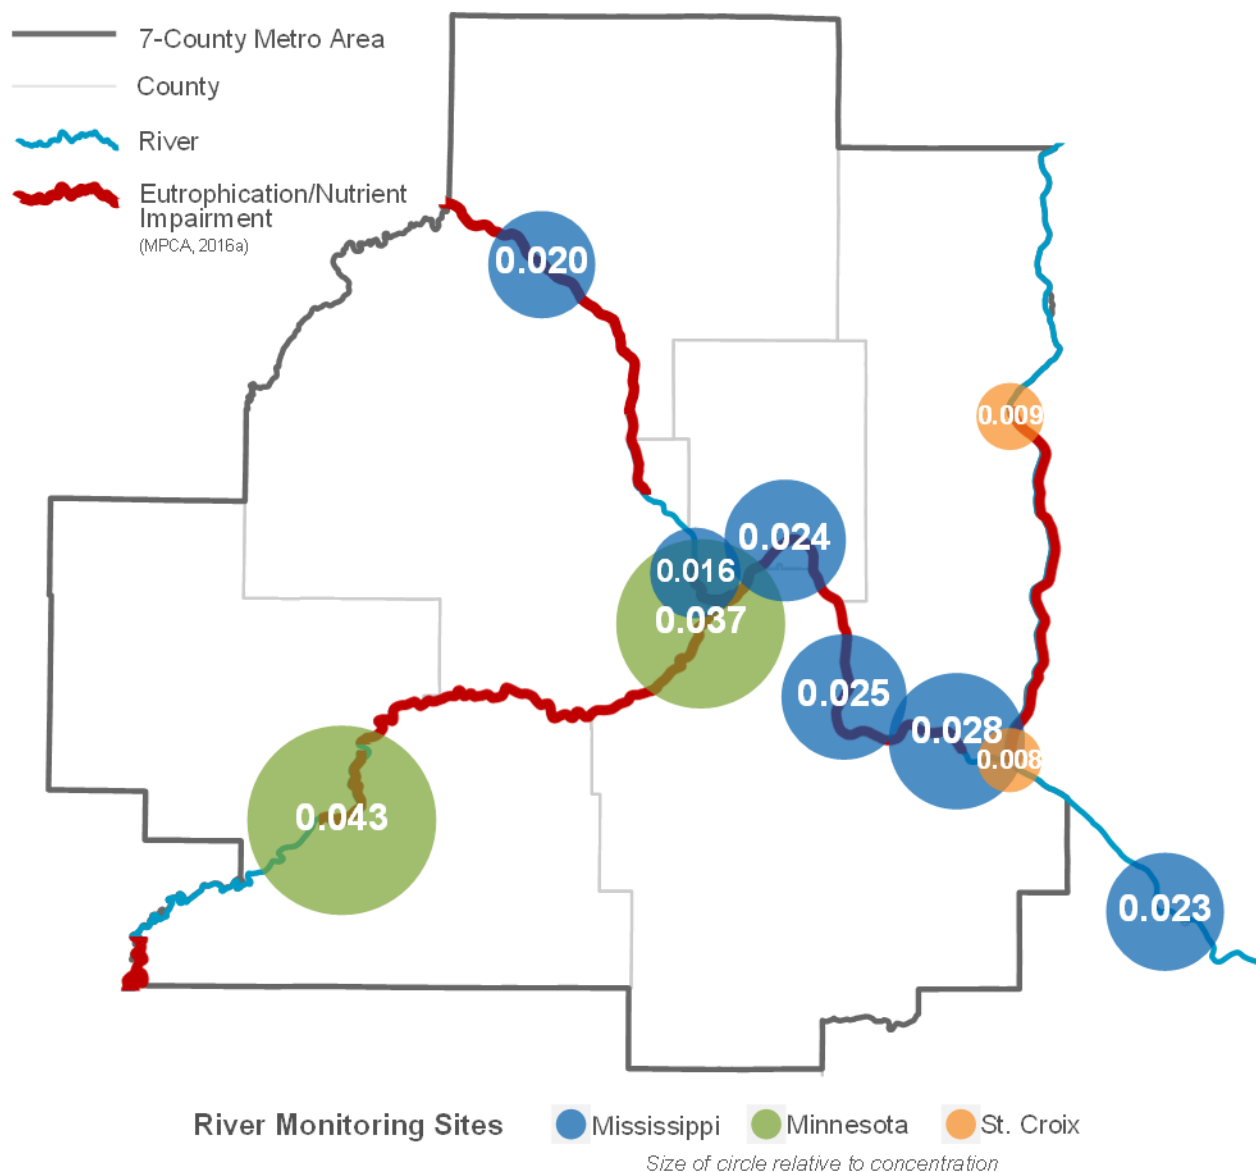 7-County Metro Area
County
River
Eutrophication/Nutrient
Impairment
(MPCA, 2016a)
0.020
0.009
0.024
0.016
0.037
0.025
0.028
0.008
0.043
0.023
River Monitoring Sites Mississippi Minnesota St. Croix
Size of circle relative to concentration